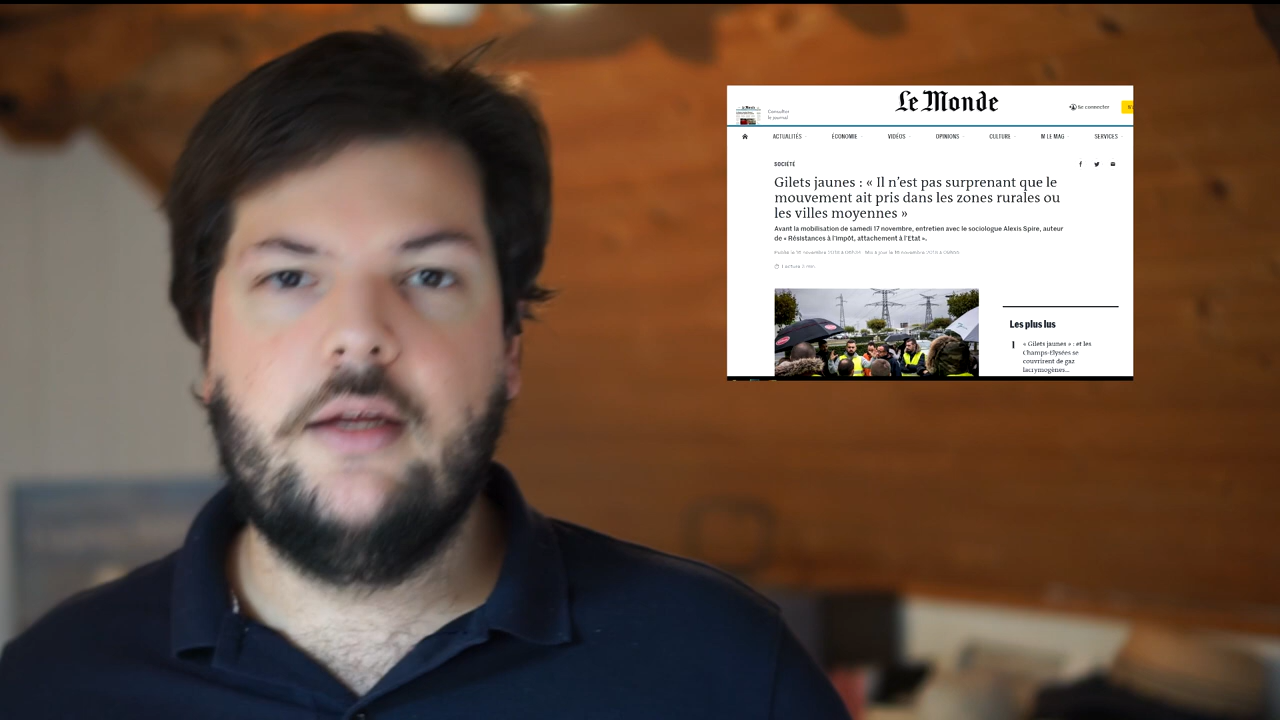 Le Monde
Consulter
le journal
Se connecter
ACTUALITÉS
ÉCONOMIE
VIDÉOS
OPINIONS
CULTURE
M LE MAG
SERVICES
SOCIÉTÉ
Gilets jaunes : « Il n’est pas surprenant que le
mouvement ait pris dans les zones rurales ou
les villes moyennes »
Avant la mobilisation de samedi 17 novembre, entretien avec le sociologue Alexis Spire, auteur
de « Résistances à l’impôt, attachement à l’Etat ».
Les plus lus
1
« Gilets jaunes » : et les
Champs-Elysées se
couvrirent de gaz
lacrymogènes...